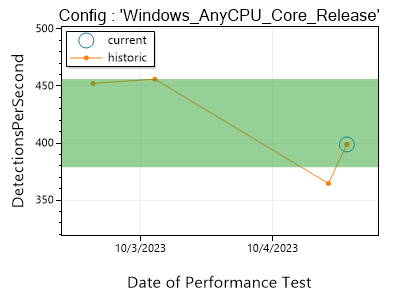 Config : 'Windows_AnyCPU_Core_Release'
500
450
400
350
DetectionsPerSecond
current
historic
10/3/2023
10/4/2023
Date of Performance Test